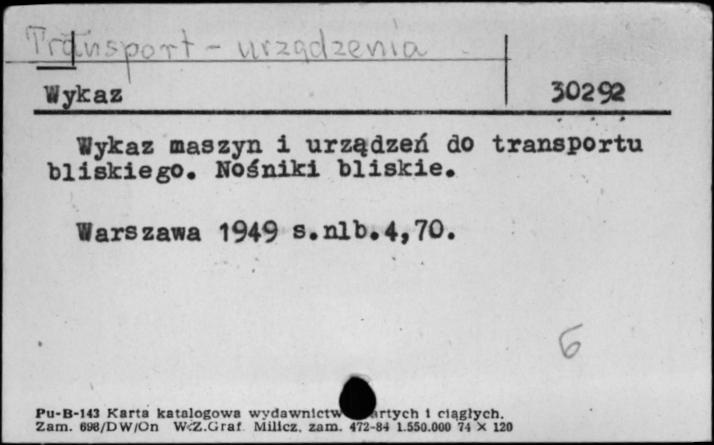 Transport - urządzenia
Wykaz 30292
Wykaz maszyn i urządzeń do transportu
bliskiego. Nośniki bliskie.
Warszawa 1949 s.nlb.4,70.
6
Pu-B-143 Karta katalogowa wydawnictw artych i ciągłych.
Zam. 698/DW/On WcZ.Graf. Milicz. zam. 472-84 1.550.000 74 × 120